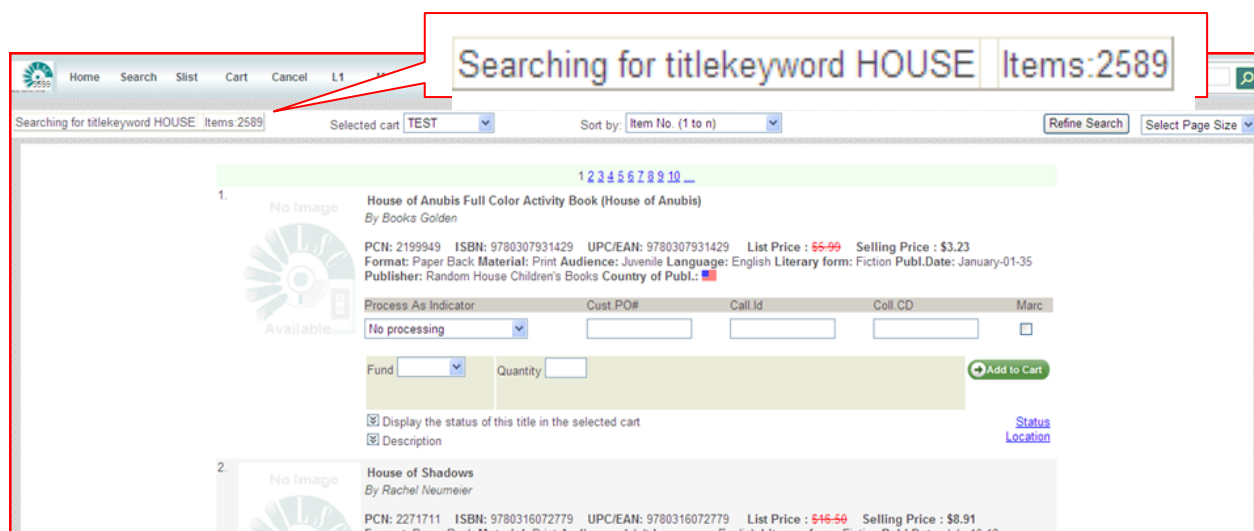 Searching for titlekeyword HOUSE Items:2589
Home Search Slist Cart Cancel L1
Searching for titlekeyword HOUSE Items:2589 Selected cart TEST Sort by: Item No. (1 to n) Refine Search Select Page Size
1 2 3 4 5 6 7 8 9 10 ...
1.
No Image
Available
House of Anubis Full Color Activity Book (House of Anubis)
By Books Golden
PCN: 2199949 ISBN: 9780307931429 UPC/EAN: 9780307931429 List Price : $5.99 Selling Price : $3.23
Format: Paper Back Material: Print Audience: Juvenile Language: English Literary form: Fiction Publ.Date: January-01-35
Publisher: Random House Children's Books Country of Publ.:
Process As Indicator Cust.PO# Call.Id Coll.CD Marc
No processing
Fund Quantity Add to Cart
Display the status of this title in the selected cart Status
Description Location
2.
No Image
House of Shadows
By Rachel Neumeier
PCN: 2271711 ISBN: 9780316072779 UPC/EAN: 9780316072779 List Price : $16.50 Selling Price : $8.91